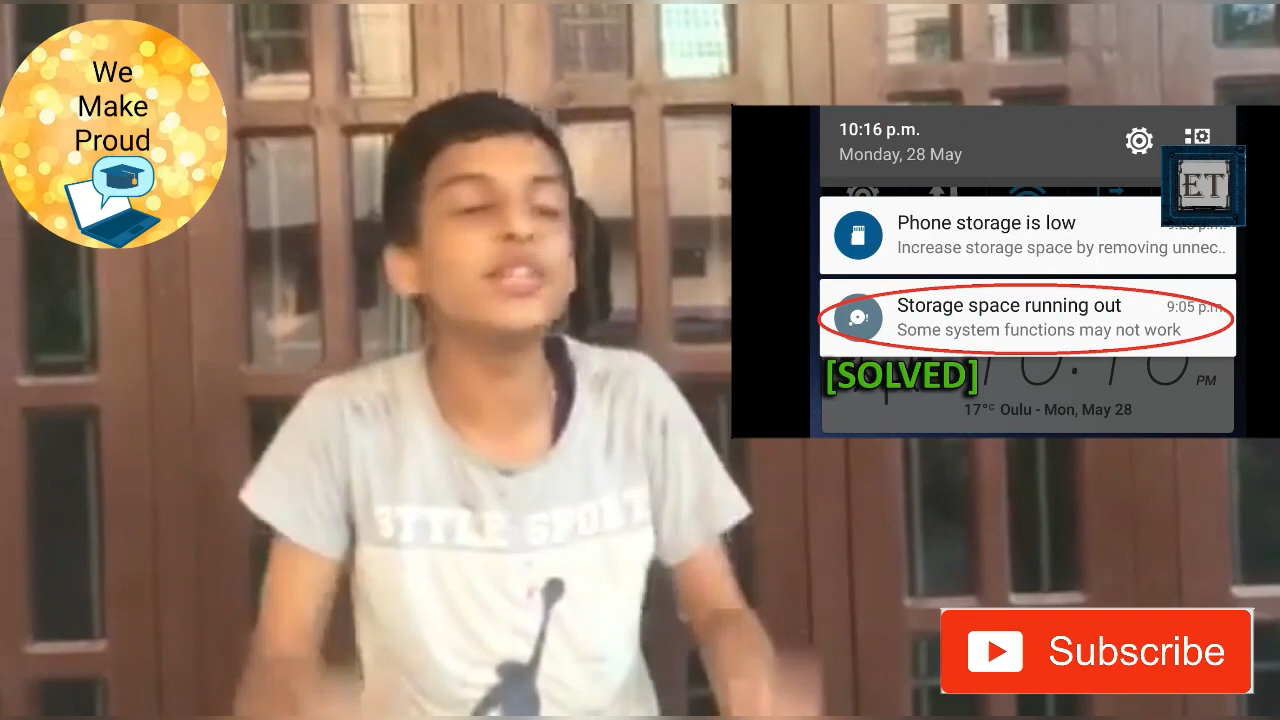 We
Make
Proud
10:16 p.m.
Monday, 28 May
ET
Phone storage is low
Increase storage space by removing unnec..
Storage space running out
9:05 p.m.
Some system functions may not work
[SOLVED]
PM
17°C Oulu - Mon, May 28
STYLE SPORT
Subscribe